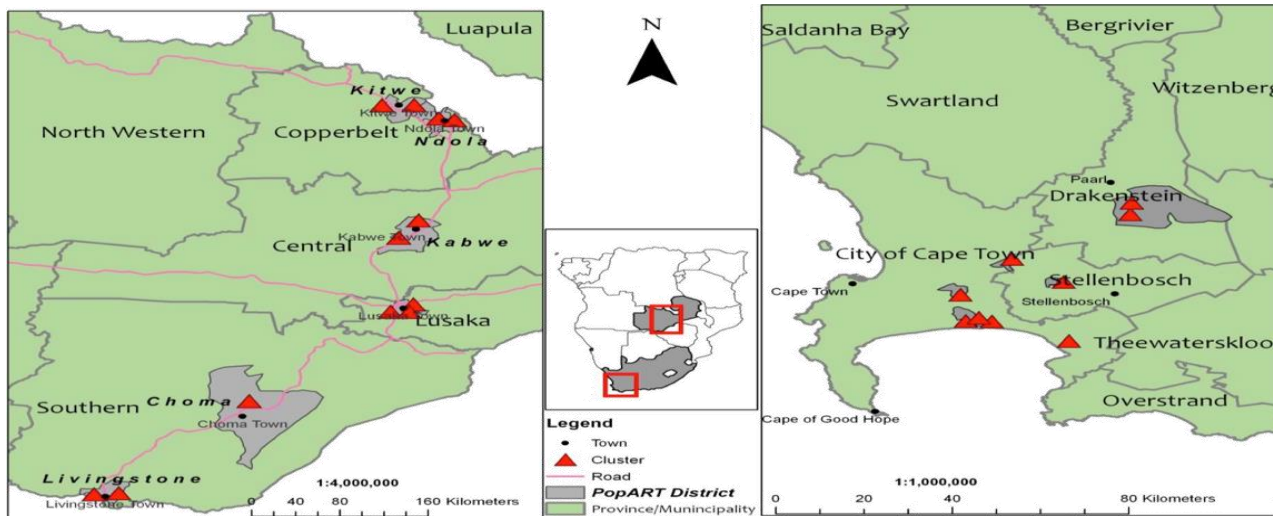 Luapula
Kitwe
Kitwe Town
North Western
Copperbelt
Ndola Town
Ndola
Central
Kabwe Town
Kabwe
Lusaka Town
Lusaka
Southern
Choma
Choma Town
Livingstone
Livingstone Town
1:4,000,000
0 40 80 160 Kilometers
N
Legend
Town
Cluster
Road
PopART District
Province/Munincipality
Saldanha Bay
Bergrivier
Witzenberg
Swartland
Paarl
Drakenstein
City of Cape Town
Stellenbosch
Cape Town
Stellenbosch
Theewaterskloo
Cape of Good Hope
Overstrand
1:1,000,000
0 20 40 80 Kilometers